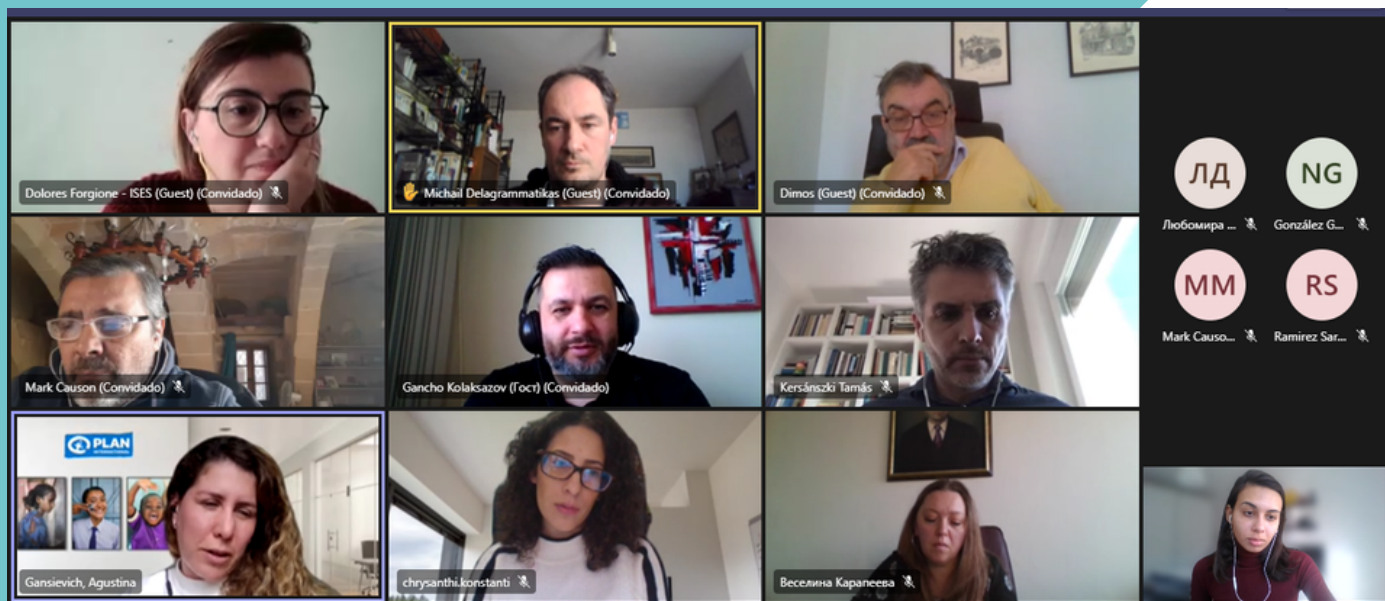 Dolores Forgione - ISES (Guest) (Convidado)
Michail Delagrammatikas (Guest) (Convidado)
Dimos (Guest) (Convidado)
ЛД
NG
Любомира ...
González G...
Mark Causon (Convidado)
Gancho Kolaksazov (Гост) (Convidado)
Kersánszki Tamás
MM
RS
Mark Causo...
Ramirez Sar...
PLAN
INTERNATIONAL
Gansievich, Agustina
chrysanthi.konstanti
Веселина Карапеева